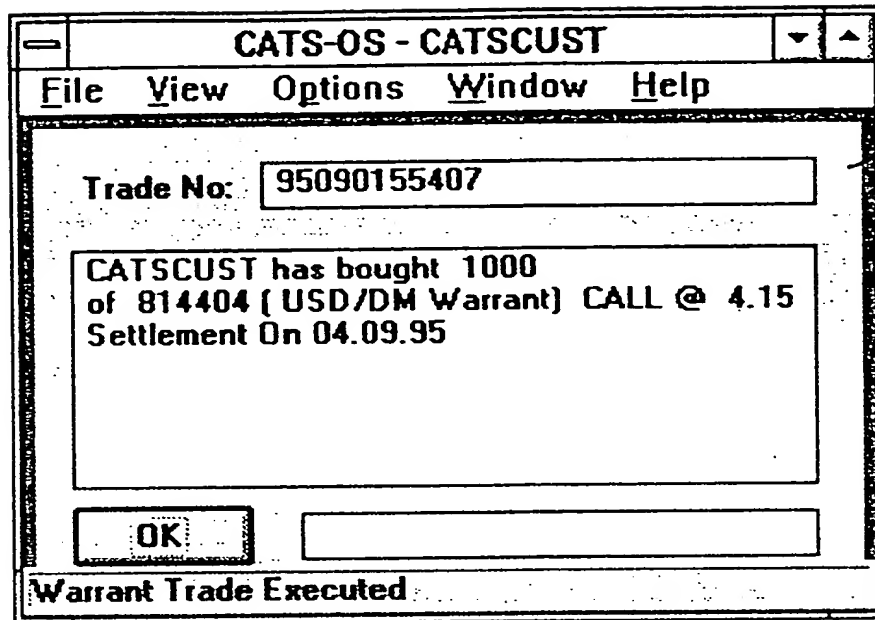 CATS-OS - CATSCUST
File View Options Window Help
Trade No: 95090155407
CATSCUST has bought 1000
of 814404 ( USD/DM Warrant) CALL @ 4.15
Settlement On 04.09.95
OK
Warrant Trade Executed